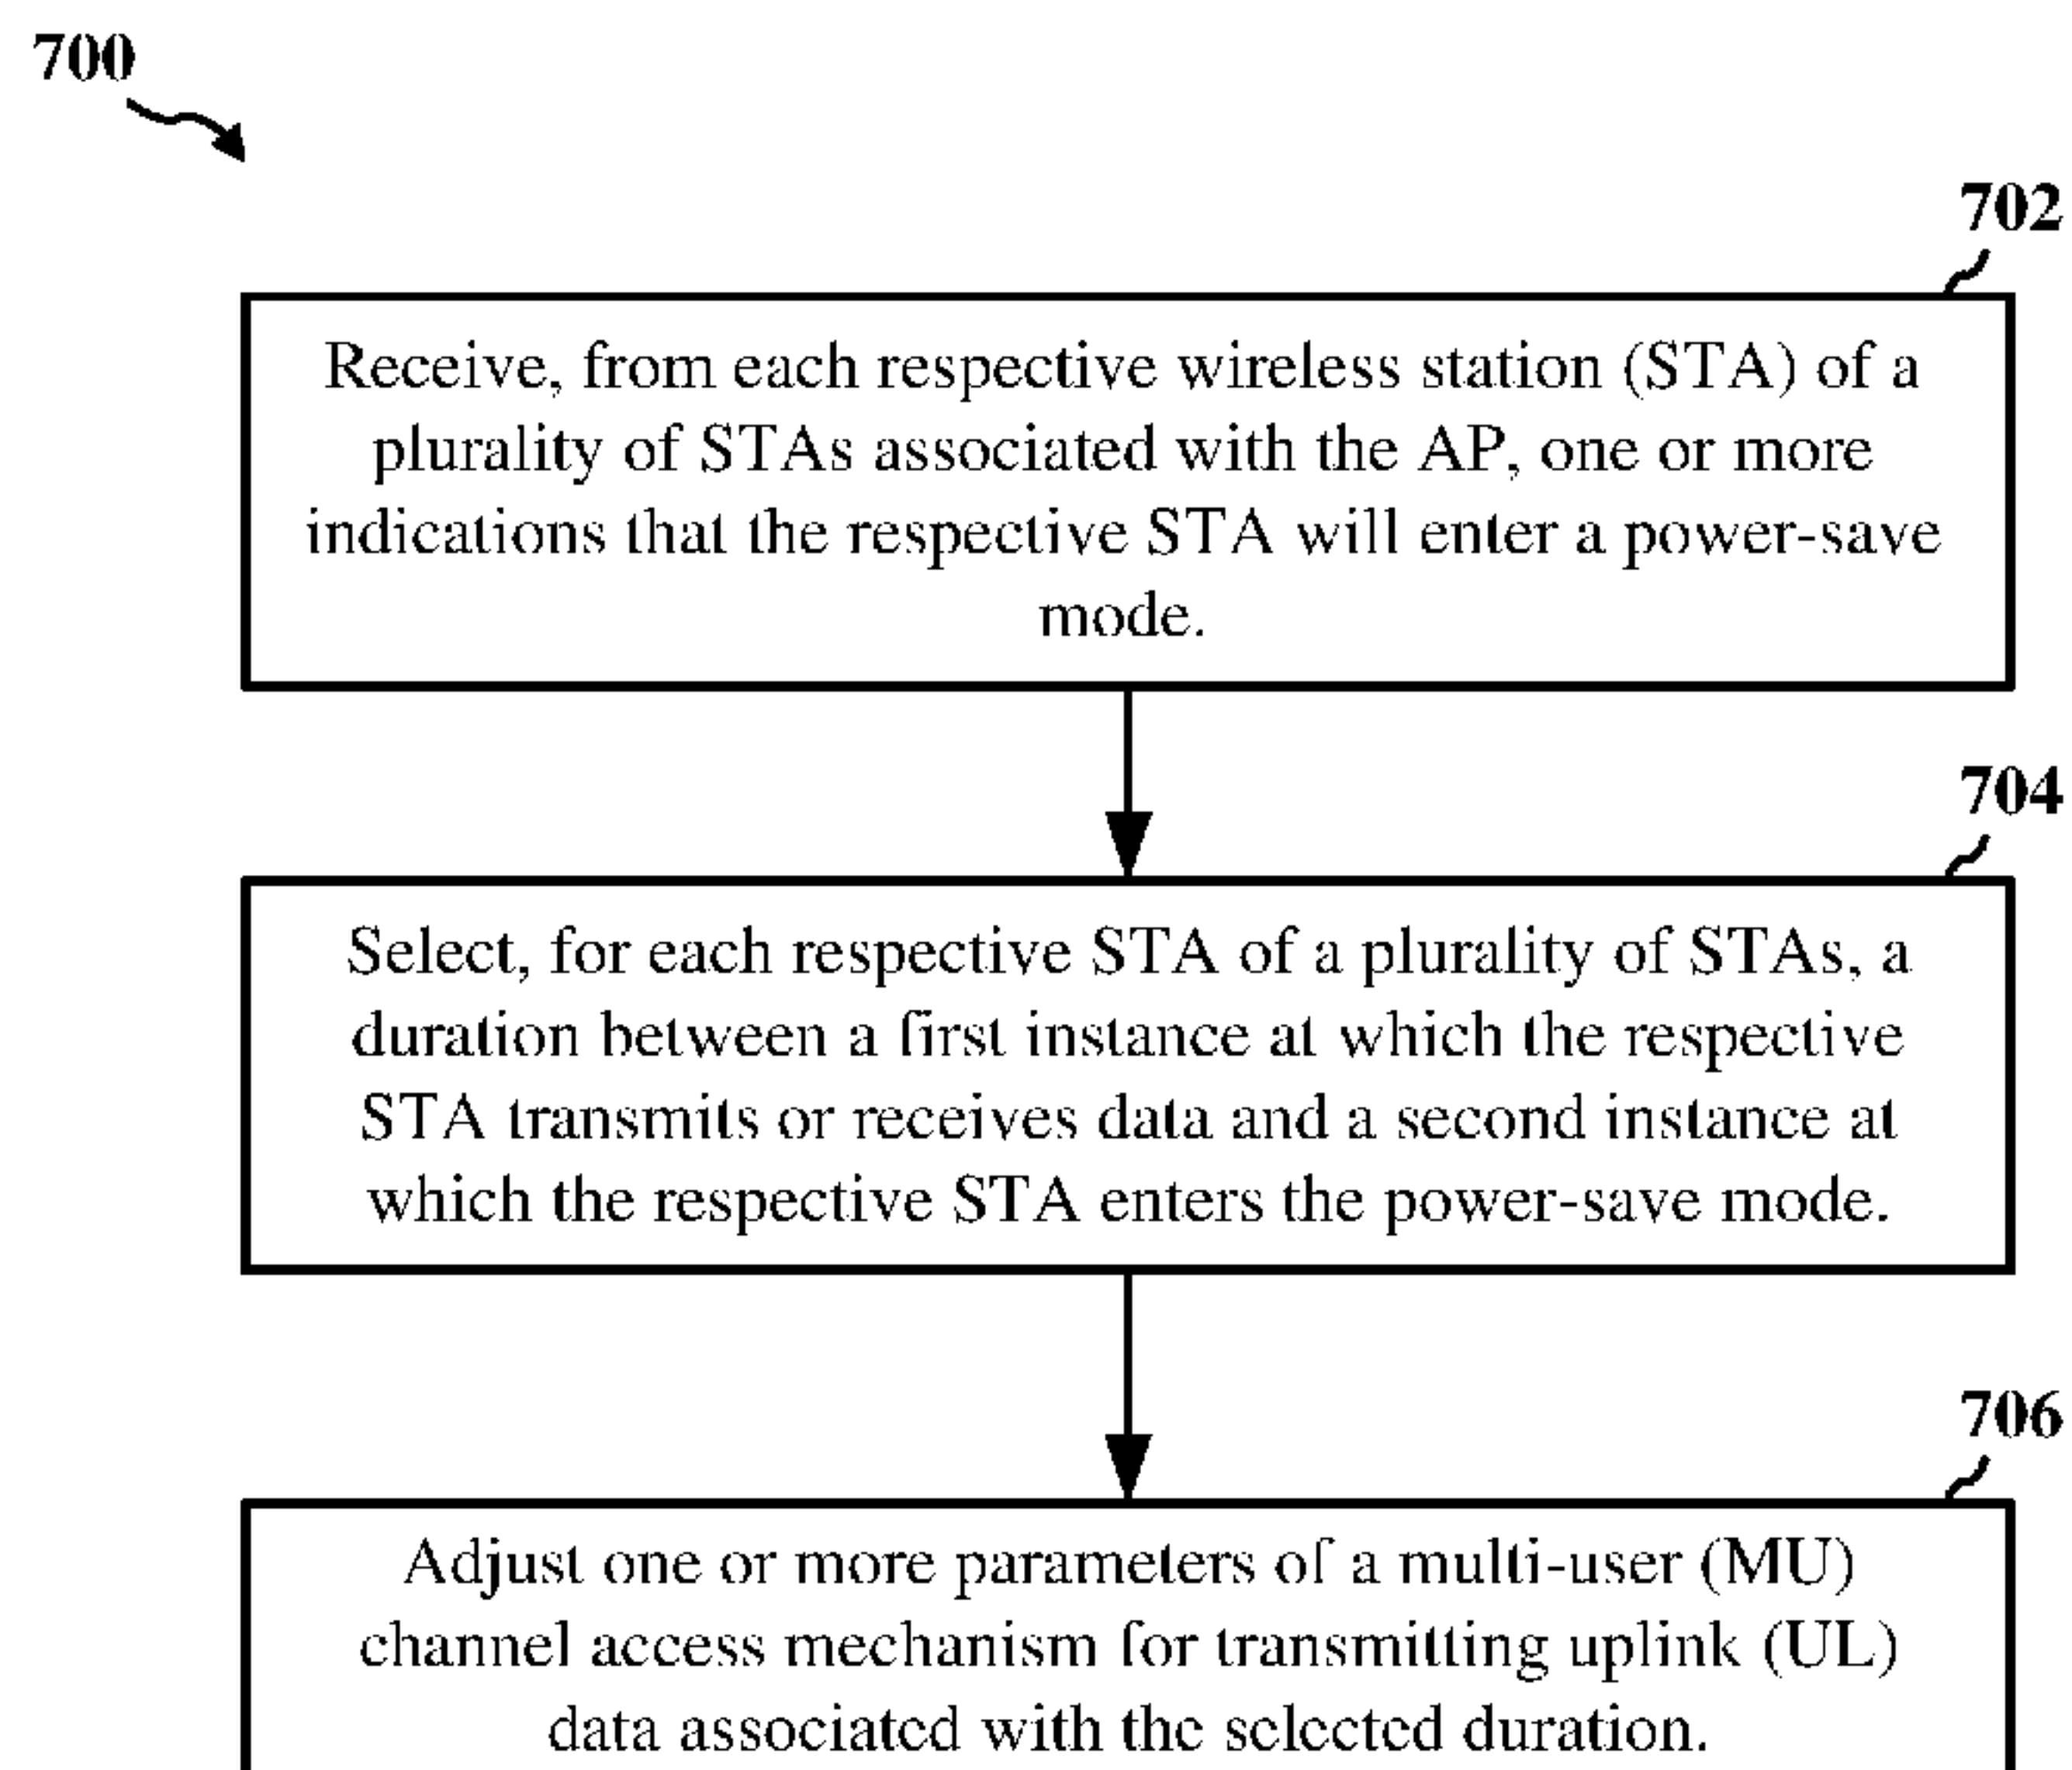 700
702
Receive, from each respective wireless station (STA) of a
plurality of STAs associated with the AP, one or more
indications that the respective STA will enter a power-save
mode.
704
Select, for each respective STA of a plurality of STAs, a
duration between a first instance at which the respective
STA transmits or receives data and a second instance at
which the respective STA enters the power-save mode.
706
Adjust one or more parameters of a multi-user (MU)
channel access mechanism for transmitting uplink (UL)
data associated with the selected duration.